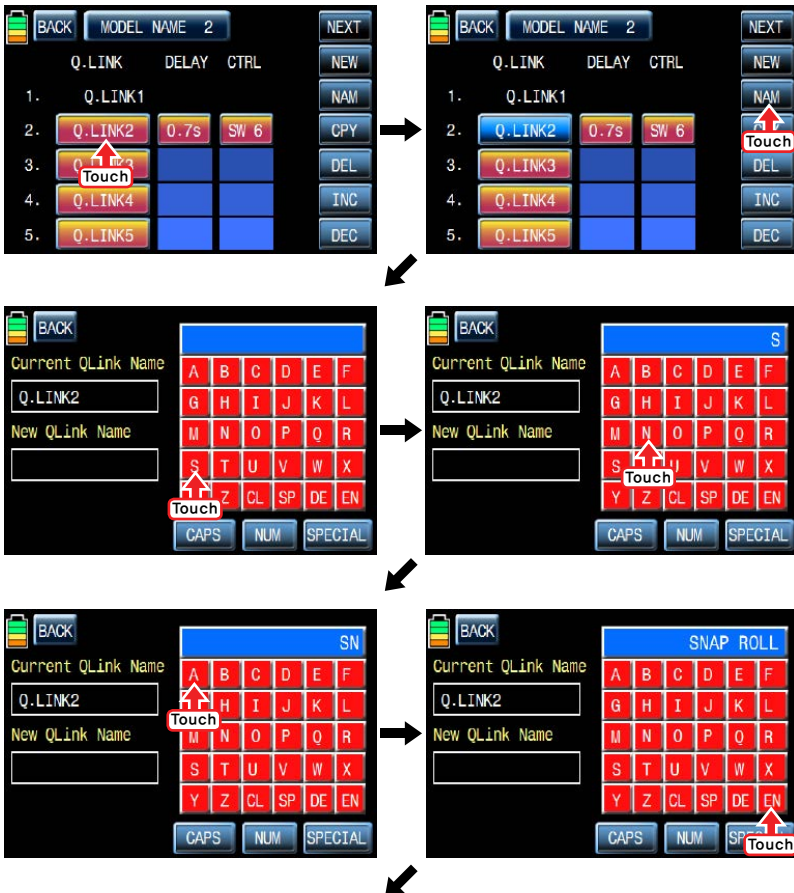 BACK MODEL NAME 2 NEXT
Q.LINK DELAY CTRL NEW
1. Q.LINK1 NAM
2. Q.LINK2 0.7s SW 6 CPY
3. Q.LINK3 DEL
Touch
4. Q.LINK4 INC
5. Q.LINK5 DEC
BACK MODEL NAME 2 NEXT
Q.LINK DELAY CTRL NEW
1. Q.LINK1 NAM
2. Q.LINK2 0.7s SW 6
Touch
3. Q.LINK3 DEL
4. Q.LINK4 INC
5. Q.LINK5 DEC
BACK
Current QLink Name A B C D E F
Q.LINK2 G H I J K L
New QLink Name M N O P Q R
S T U V W X
Touch
Z CL SP DE EN
CAPS NUM SPECIAL
BACK S
Current QLink Name A B C D E F
Q.LINK2 G H I J K L
New QLink Name M N O P Q R
S U V W X
Touch
Y Z CL SP DE EN
CAPS NUM SPECIAL
BACK SN
Current QLink Name A B C D E F
Q.LINK2 H I J K L
Touch
New QLink Name M N O P Q R
S T U V W X
Y Z CL SP DE EN
CAPS NUM SPECIAL
BACK SNAP ROLL
Current QLink Name A B C D E F
Q.LINK2 G H I J K L
New QLink Name M N O P Q R
S T U V W X
Y Z CL SP DE EN
CAPS NUM
Touch